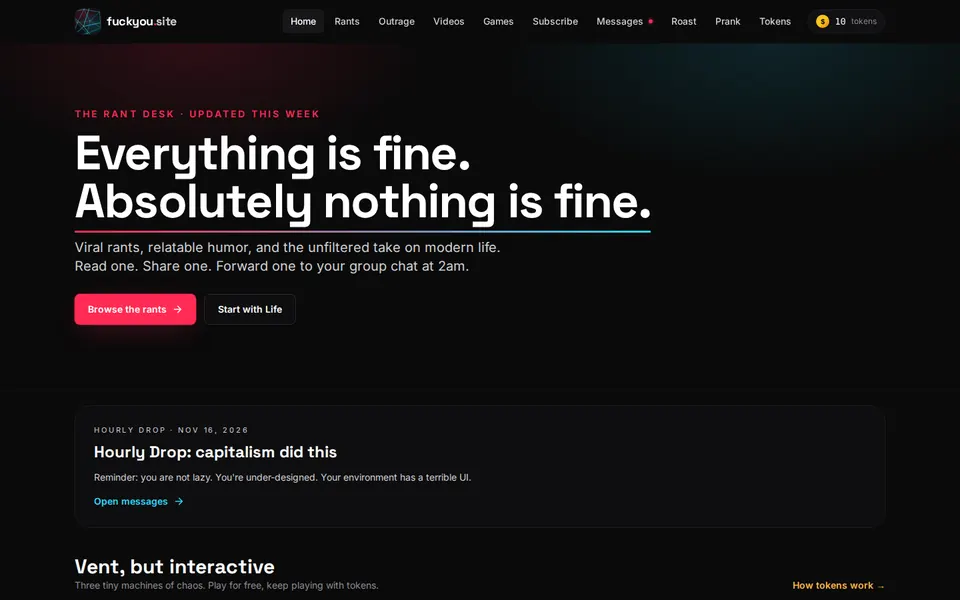 fuckyou.site
Home Rants Outrage Videos Games Subscribe Messages Roast Prank Tokens $ 10 tokens
THE RANT DESK · UPDATED THIS WEEK
Everything is fine.
Absolutely nothing is fine.
Viral rants, relatable humor, and the unfiltered take on modern life.
Read one. Share one. Forward one to your group chat at 2am.
Browse the rants → Start with Life
HOURLY DROP · NOV 16, 2026
Hourly Drop: capitalism did this
Reminder: you are not lazy. You're under-designed. Your environment has a terrible UI.
Open messages →
Vent, but interactive
Three tiny machines of chaos. Play for free, keep playing with tokens.
How tokens work →